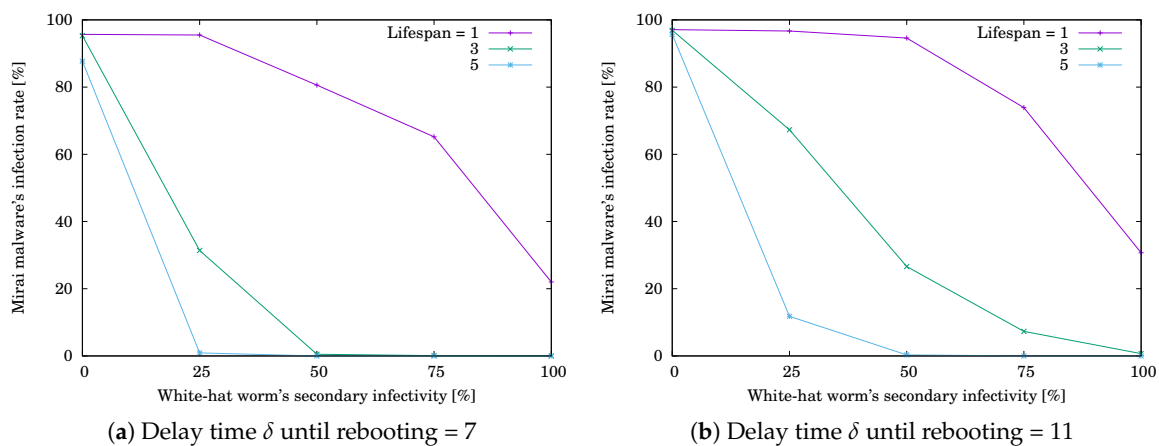 Mirai malware's infection rate [%]
100
80
60
40
20
0
Lifespan = 1
3
5
0 25 50 75 100
White-hat worm's secondary infectivity [%]
(a) Delay time δ until rebooting = 7
Mirai malware's infection rate [%]
100
80
60
40
20
0
Lifespan = 1
3
5
0 25 50 75 100
White-hat worm's secondary infectivity [%]
(b) Delay time δ until rebooting = 11